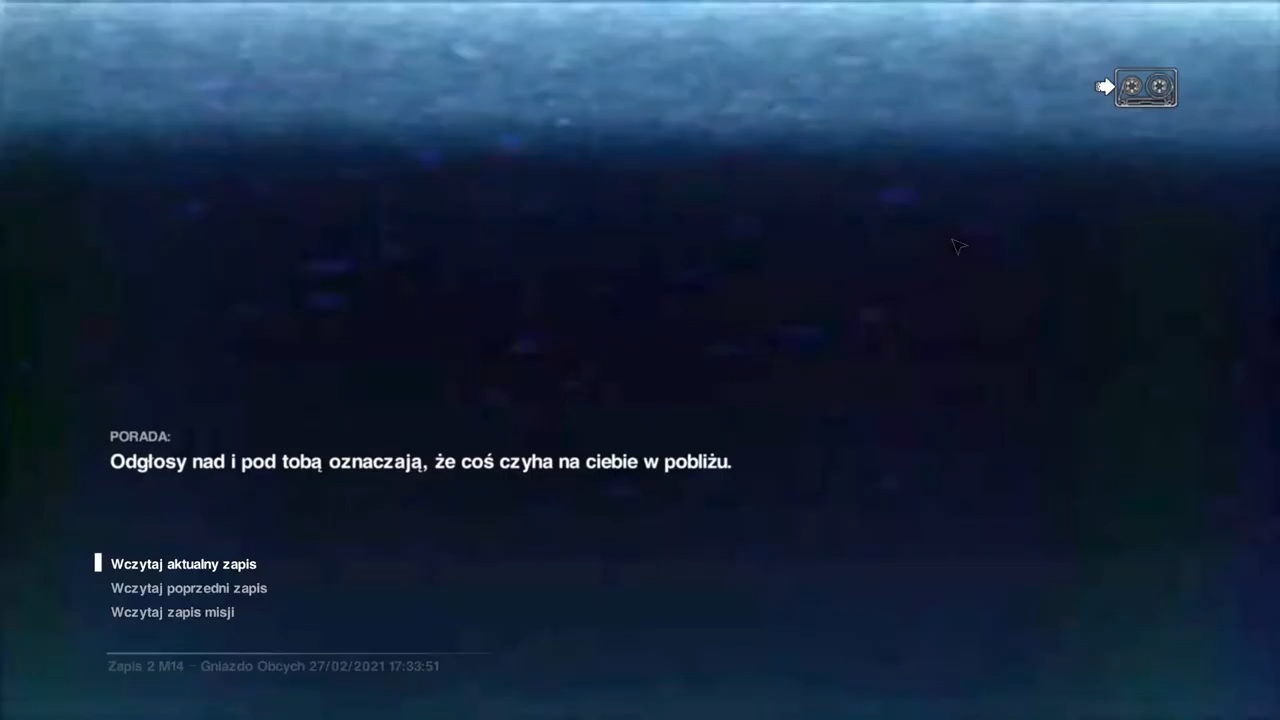 PORADA:
Odgłosy nad i pod tobą oznaczają, że coś czyha na ciebie w pobliżu.
Wczytaj aktualny zapis
Wczytaj poprzedni zapis
Wczytaj zapis misji
Zapis 2 M14 - Gniazdo Obcych 27/02/2021 17:33:51